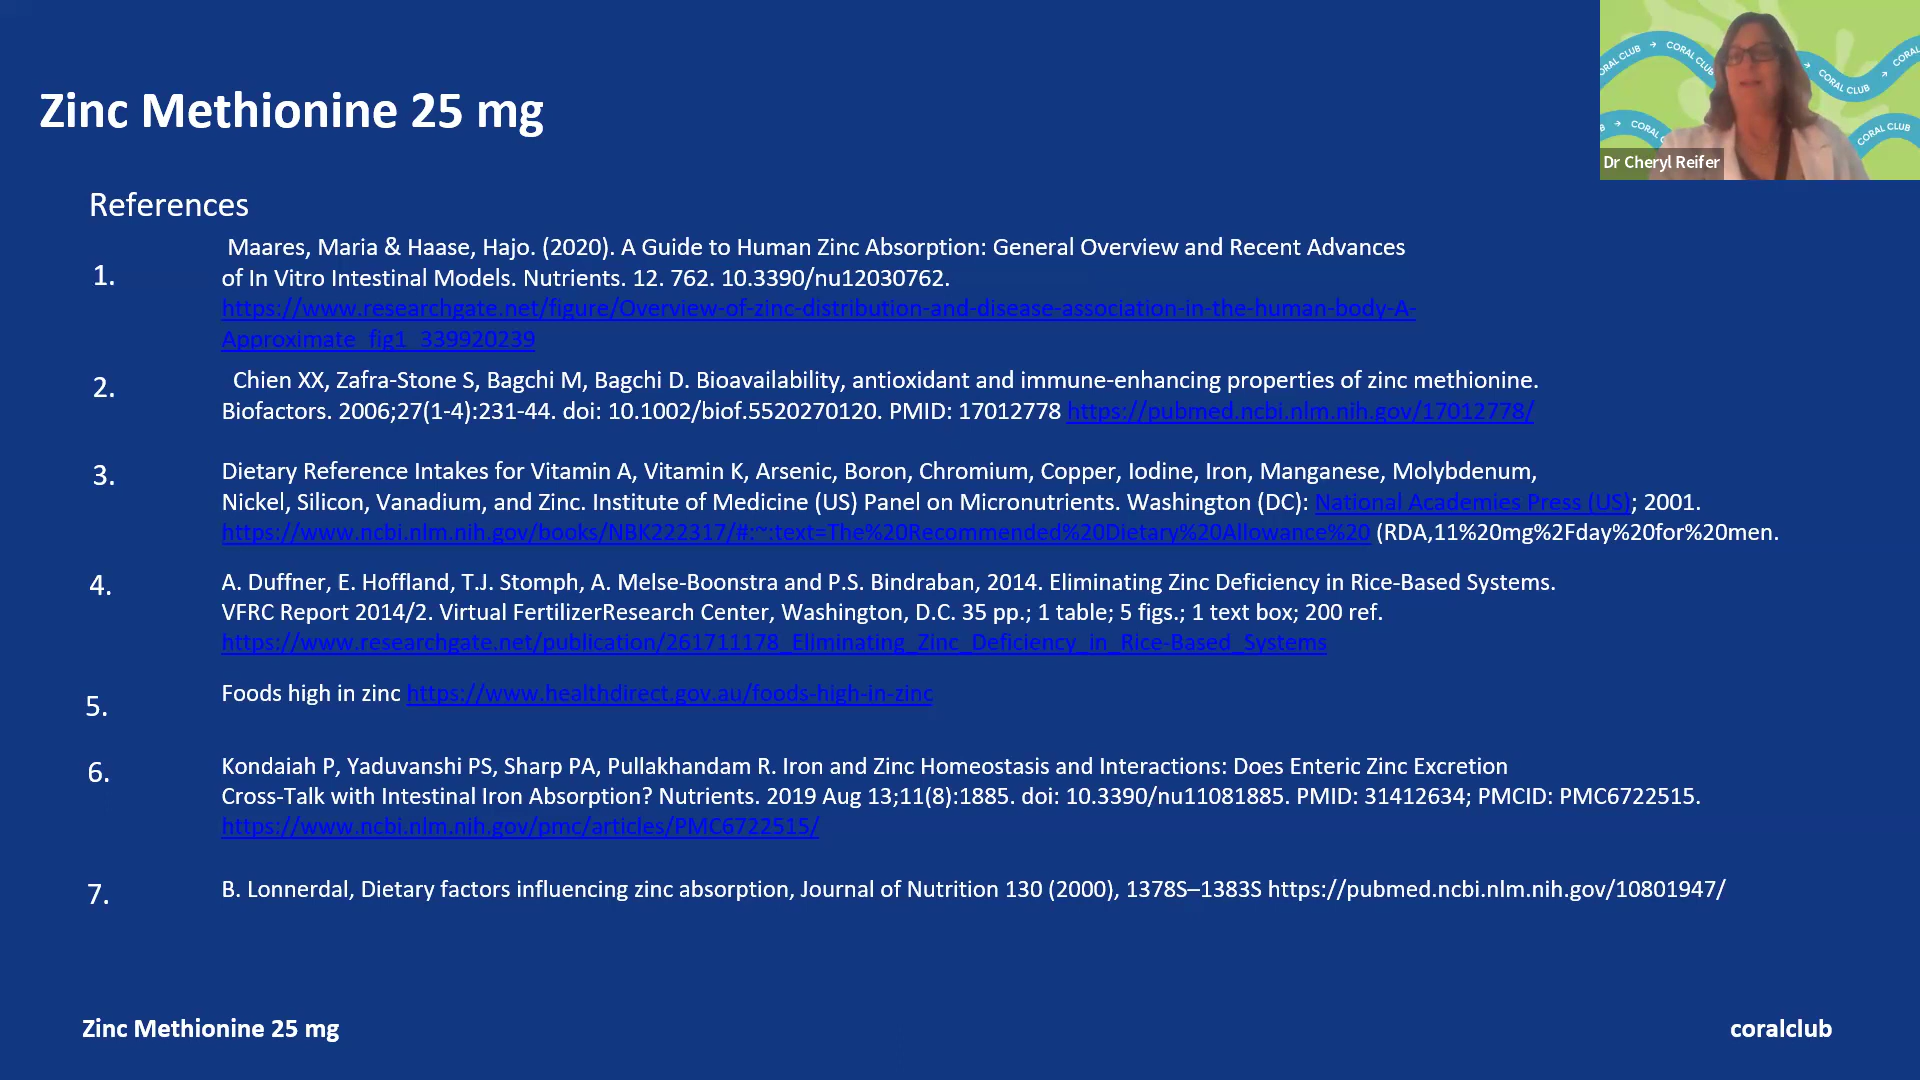 Zinc Methionine 25 mg
CORAL CLUB → CORAL CLUB
→ CORAL CLUB → CORAL
→ CORAL C
CORAL CLUB
Dr Cheryl Reifer
References
1. Maares, Maria & Haase, Hajo. (2020). A Guide to Human Zinc Absorption: General Overview and Recent Advances
of In Vitro Intestinal Models. Nutrients. 12. 762. 10.3390/nu12030762.
https://www.researchgate.net/figure/Overview-of-zinc-distribution-and-disease-association-in-the-human-body-A-
Approximate_fig1_339920239
2. Chien XX, Zafra-Stone S, Bagchi M, Bagchi D. Bioavailability, antioxidant and immune-enhancing properties of zinc methionine.
Biofactors. 2006;27(1-4):231-44. doi: 10.1002/biof.5520270120. PMID: 17012778 https://pubmed.ncbi.nlm.nih.gov/17012778/
3. Dietary Reference Intakes for Vitamin A, Vitamin K, Arsenic, Boron, Chromium, Copper, Iodine, Iron, Manganese, Molybdenum,
Nickel, Silicon, Vanadium, and Zinc. Institute of Medicine (US) Panel on Micronutrients. Washington (DC): National Academies Press (US); 2001.
https://www.ncbi.nlm.nih.gov/books/NBK222317/#:~:text=The%20Recommended%20Dietary%20Allowance%20 (RDA,11%20mg%2Fday%20for%20men.
4. A. Duffner, E. Hoffland, T.J. Stomph, A. Melse-Boonstra and P.S. Bindraban, 2014. Eliminating Zinc Deficiency in Rice-Based Systems.
VFRC Report 2014/2. Virtual FertilizerResearch Center, Washington, D.C. 35 pp.; 1 table; 5 figs.; 1 text box; 200 ref.
https://www.researchgate.net/publication/261711178_Eliminating_Zinc_Deficiency_in_Rice-Based_Systems
5. Foods high in zinc https://www.healthdirect.gov.au/foods-high-in-zinc
6. Kondaiah P, Yaduvanshi PS, Sharp PA, Pullakhandam R. Iron and Zinc Homeostasis and Interactions: Does Enteric Zinc Excretion
Cross-Talk with Intestinal Iron Absorption? Nutrients. 2019 Aug 13;11(8):1885. doi: 10.3390/nu11081885. PMID: 31412634; PMCID: PMC6722515.
https://www.ncbi.nlm.nih.gov/pmc/articles/PMC6722515/
7. B. Lonnerdal, Dietary factors influencing zinc absorption, Journal of Nutrition 130 (2000), 1378S–1383S https://pubmed.ncbi.nlm.nih.gov/10801947/
Zinc Methionine 25 mg
coralclub